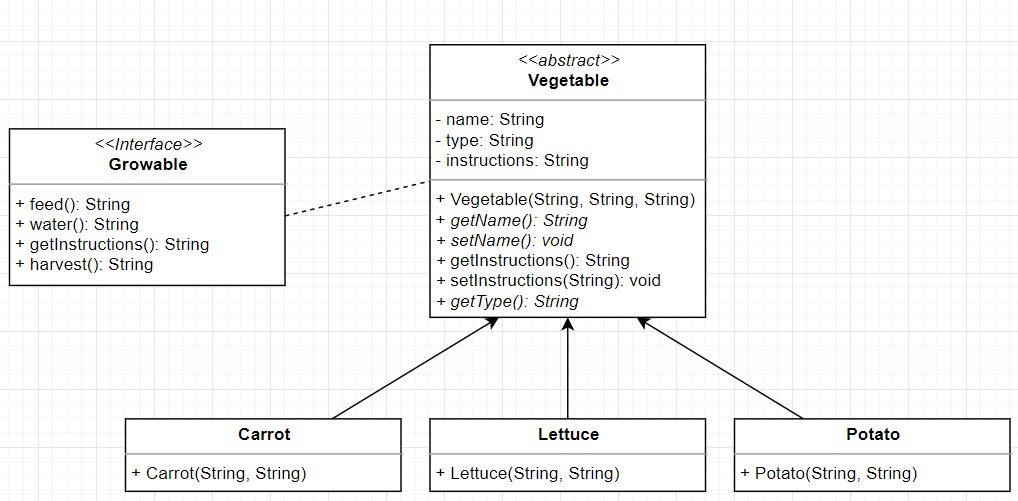 <<abstract>>
Vegetable
- name: String
- type: String
- instructions: String
+ Vegetable(String, String, String)
+ getName(): String
+ setName(): void
+ getInstructions(): String
+ setInstructions(String): void
+ getType(): String
<<Interface>>
Growable
+ feed(): String
+ water(): String
+ getInstructions(): String
+ harvest(): String
Carrot
+ Carrot(String, String)
Lettuce
+ Lettuce(String, String)
Potato
+ Potato(String, String)